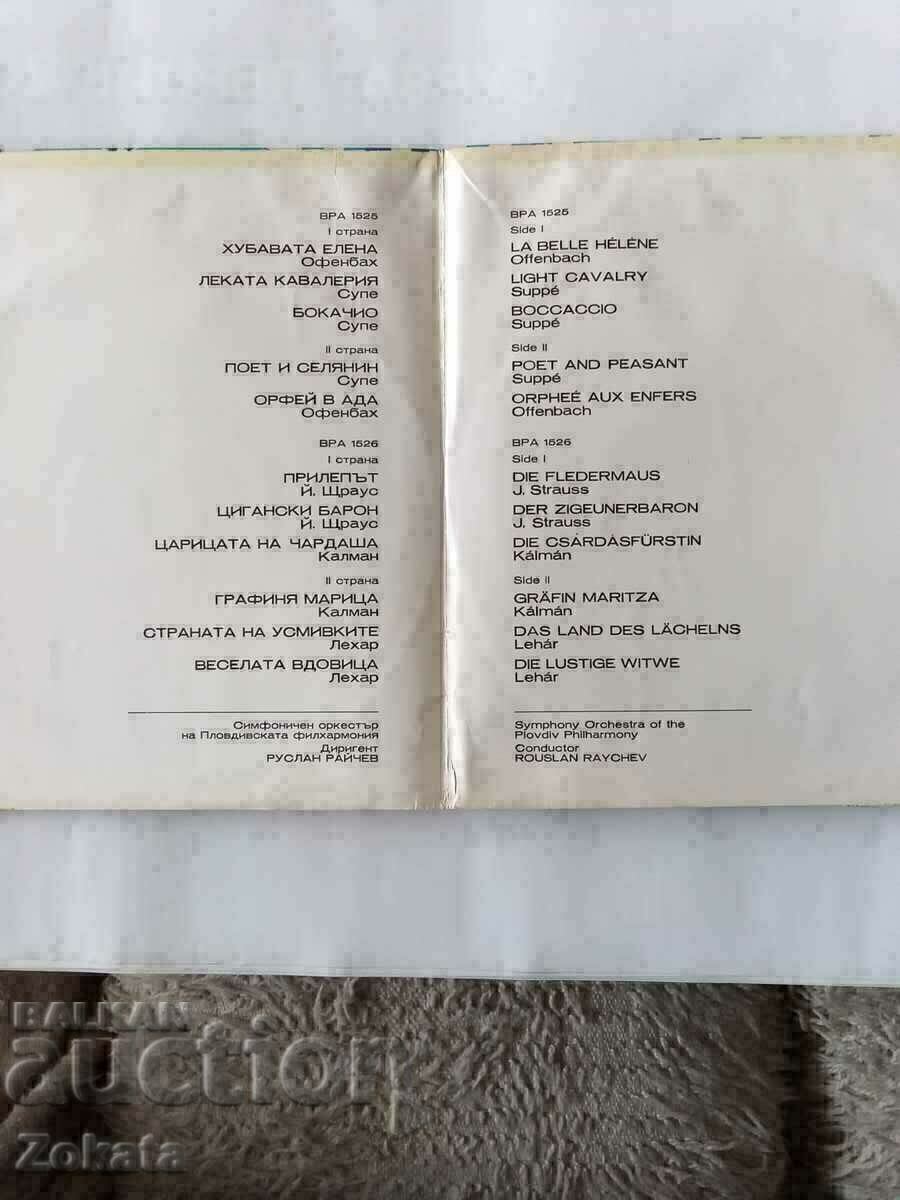 ВРА 1525
I страна
ХУБАВАТА ЕЛЕНА
Офенбах
ЛЕКАТА КАВАЛЕРИЯ
Супе
БОКАЧИО
Супе
II страна
ПОЕТ И СЕЛЯНИН
Супе
ОРФЕЙ В АДА
Офенбах
ВРА 1526
I страна
ПРИЛЕПЪТ
Й. Щраус
ЦИГАНСКИ БАРОН
Й. Щраус
ЦАРИЦАТА НА ЧАРДАША
Калман
II страна
ГРАФИНЯ МАРИЦА
Калман
СТРАНАТА НА УСМИВКИТЕ
Лехар
ВЕСЕЛАТА ВДОВИЦА
Лехар
Симфоничен оркестър
на Пловдивската филхармония
Диригент
РУСЛАН РАЙЧЕВ
BPA 1525
Side I
LA BELLE HÉLÈNE
Offenbach
LIGHT CAVALRY
Suppé
BOCCACCIO
Suppé
Side II
POET AND PEASANT
Suppé
ORPHEÉ AUX ENFERS
Offenbach
BPA 1526
Side I
DIE FLEDERMAUS
J. Strauss
DER ZIGEUNERBARON
J. Strauss
DIE CSÁRDÁSFÜRSTIN
Kálmán
Side II
GRÄFIN MARITZA
Kálmán
DAS LAND DES LÄCHELNS
Lehár
DIE LUSTIGE WITWE
Lehár
Symphony Orchestra of the
Plovdiv Philharmony
Conductor
ROUSLAN RAYCHEV
BALKAN
auction
Zokata